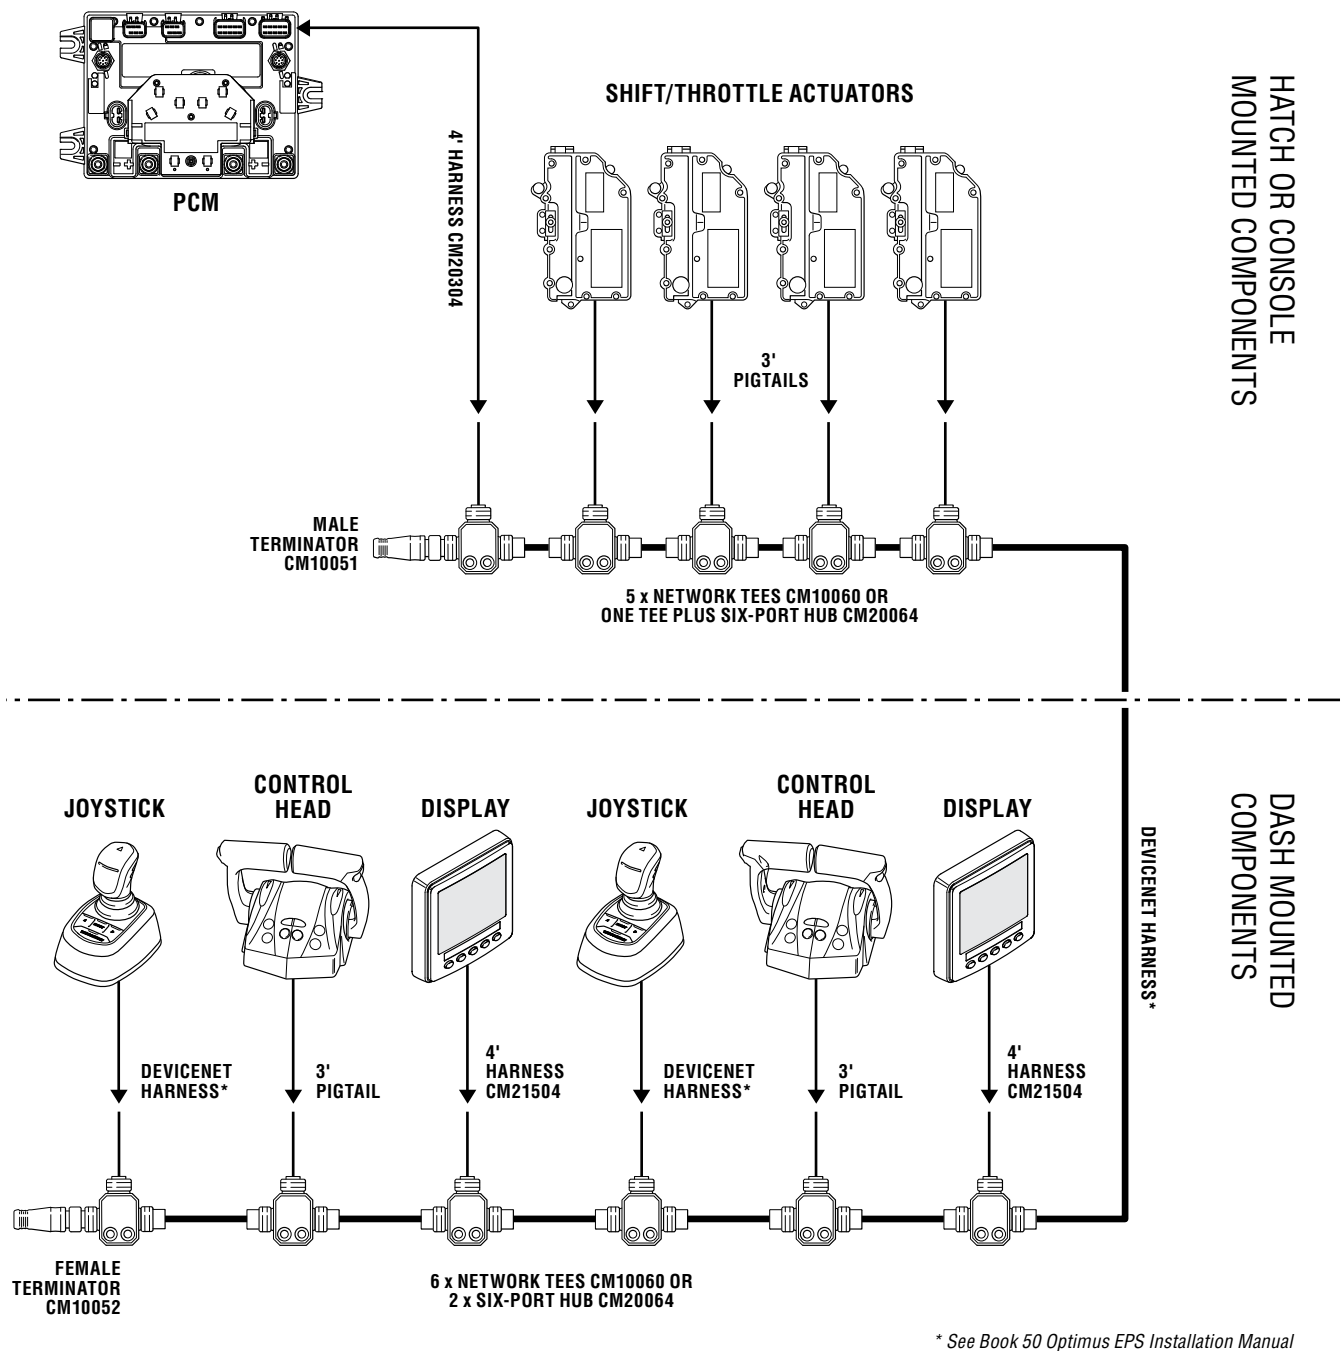 SHIFT/THROTTLE ACTUATORS
PCM
4' HARNESS CM20304
3'
PIGTAILS
HATCH OR CONSOLE
MOUNTED COMPONENTS
MALE
TERMINATOR
CM10051
5 x NETWORK TEES CM10060 OR
ONE TEE PLUS SIX-PORT HUB CM20064
JOYSTICK
CONTROL
HEAD
DISPLAY
JOYSTICK
CONTROL
HEAD
DISPLAY
DEVICENET HARNESS*
DASH MOUNTED
COMPONENTS
DEVICENET
HARNESS*
3'
PIGTAIL
4'
HARNESS
CM21504
DEVICENET
HARNESS*
3'
PIGTAIL
4'
HARNESS
CM21504
FEMALE
TERMINATOR
CM10052
6 x NETWORK TEES CM10060 OR
2 x SIX-PORT HUB CM20064
* See Book 50 Optimus EPS Installation Manual